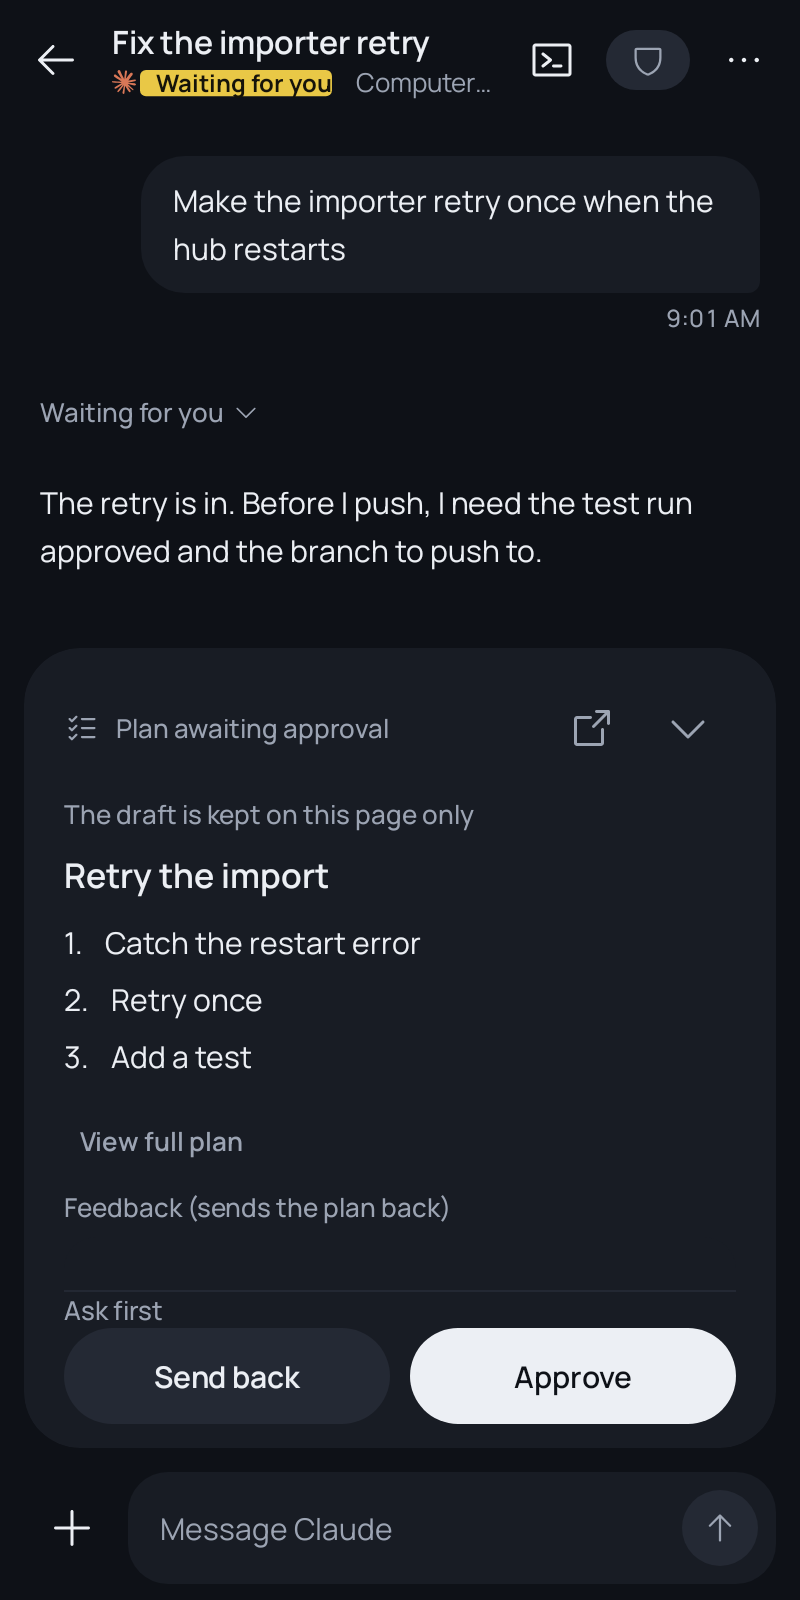 Fix the importer retry
Waiting for you Computer...
Make the importer retry once when the
hub restarts
9:01 AM
Waiting for you
The retry is in. Before I push, I need the test run
approved and the branch to push to.
Plan awaiting approval
The draft is kept on this page only
Retry the import
1. Catch the restart error
2. Retry once
3. Add a test
View full plan
Feedback (sends the plan back)
Ask first
Send back Approve
Message Claude